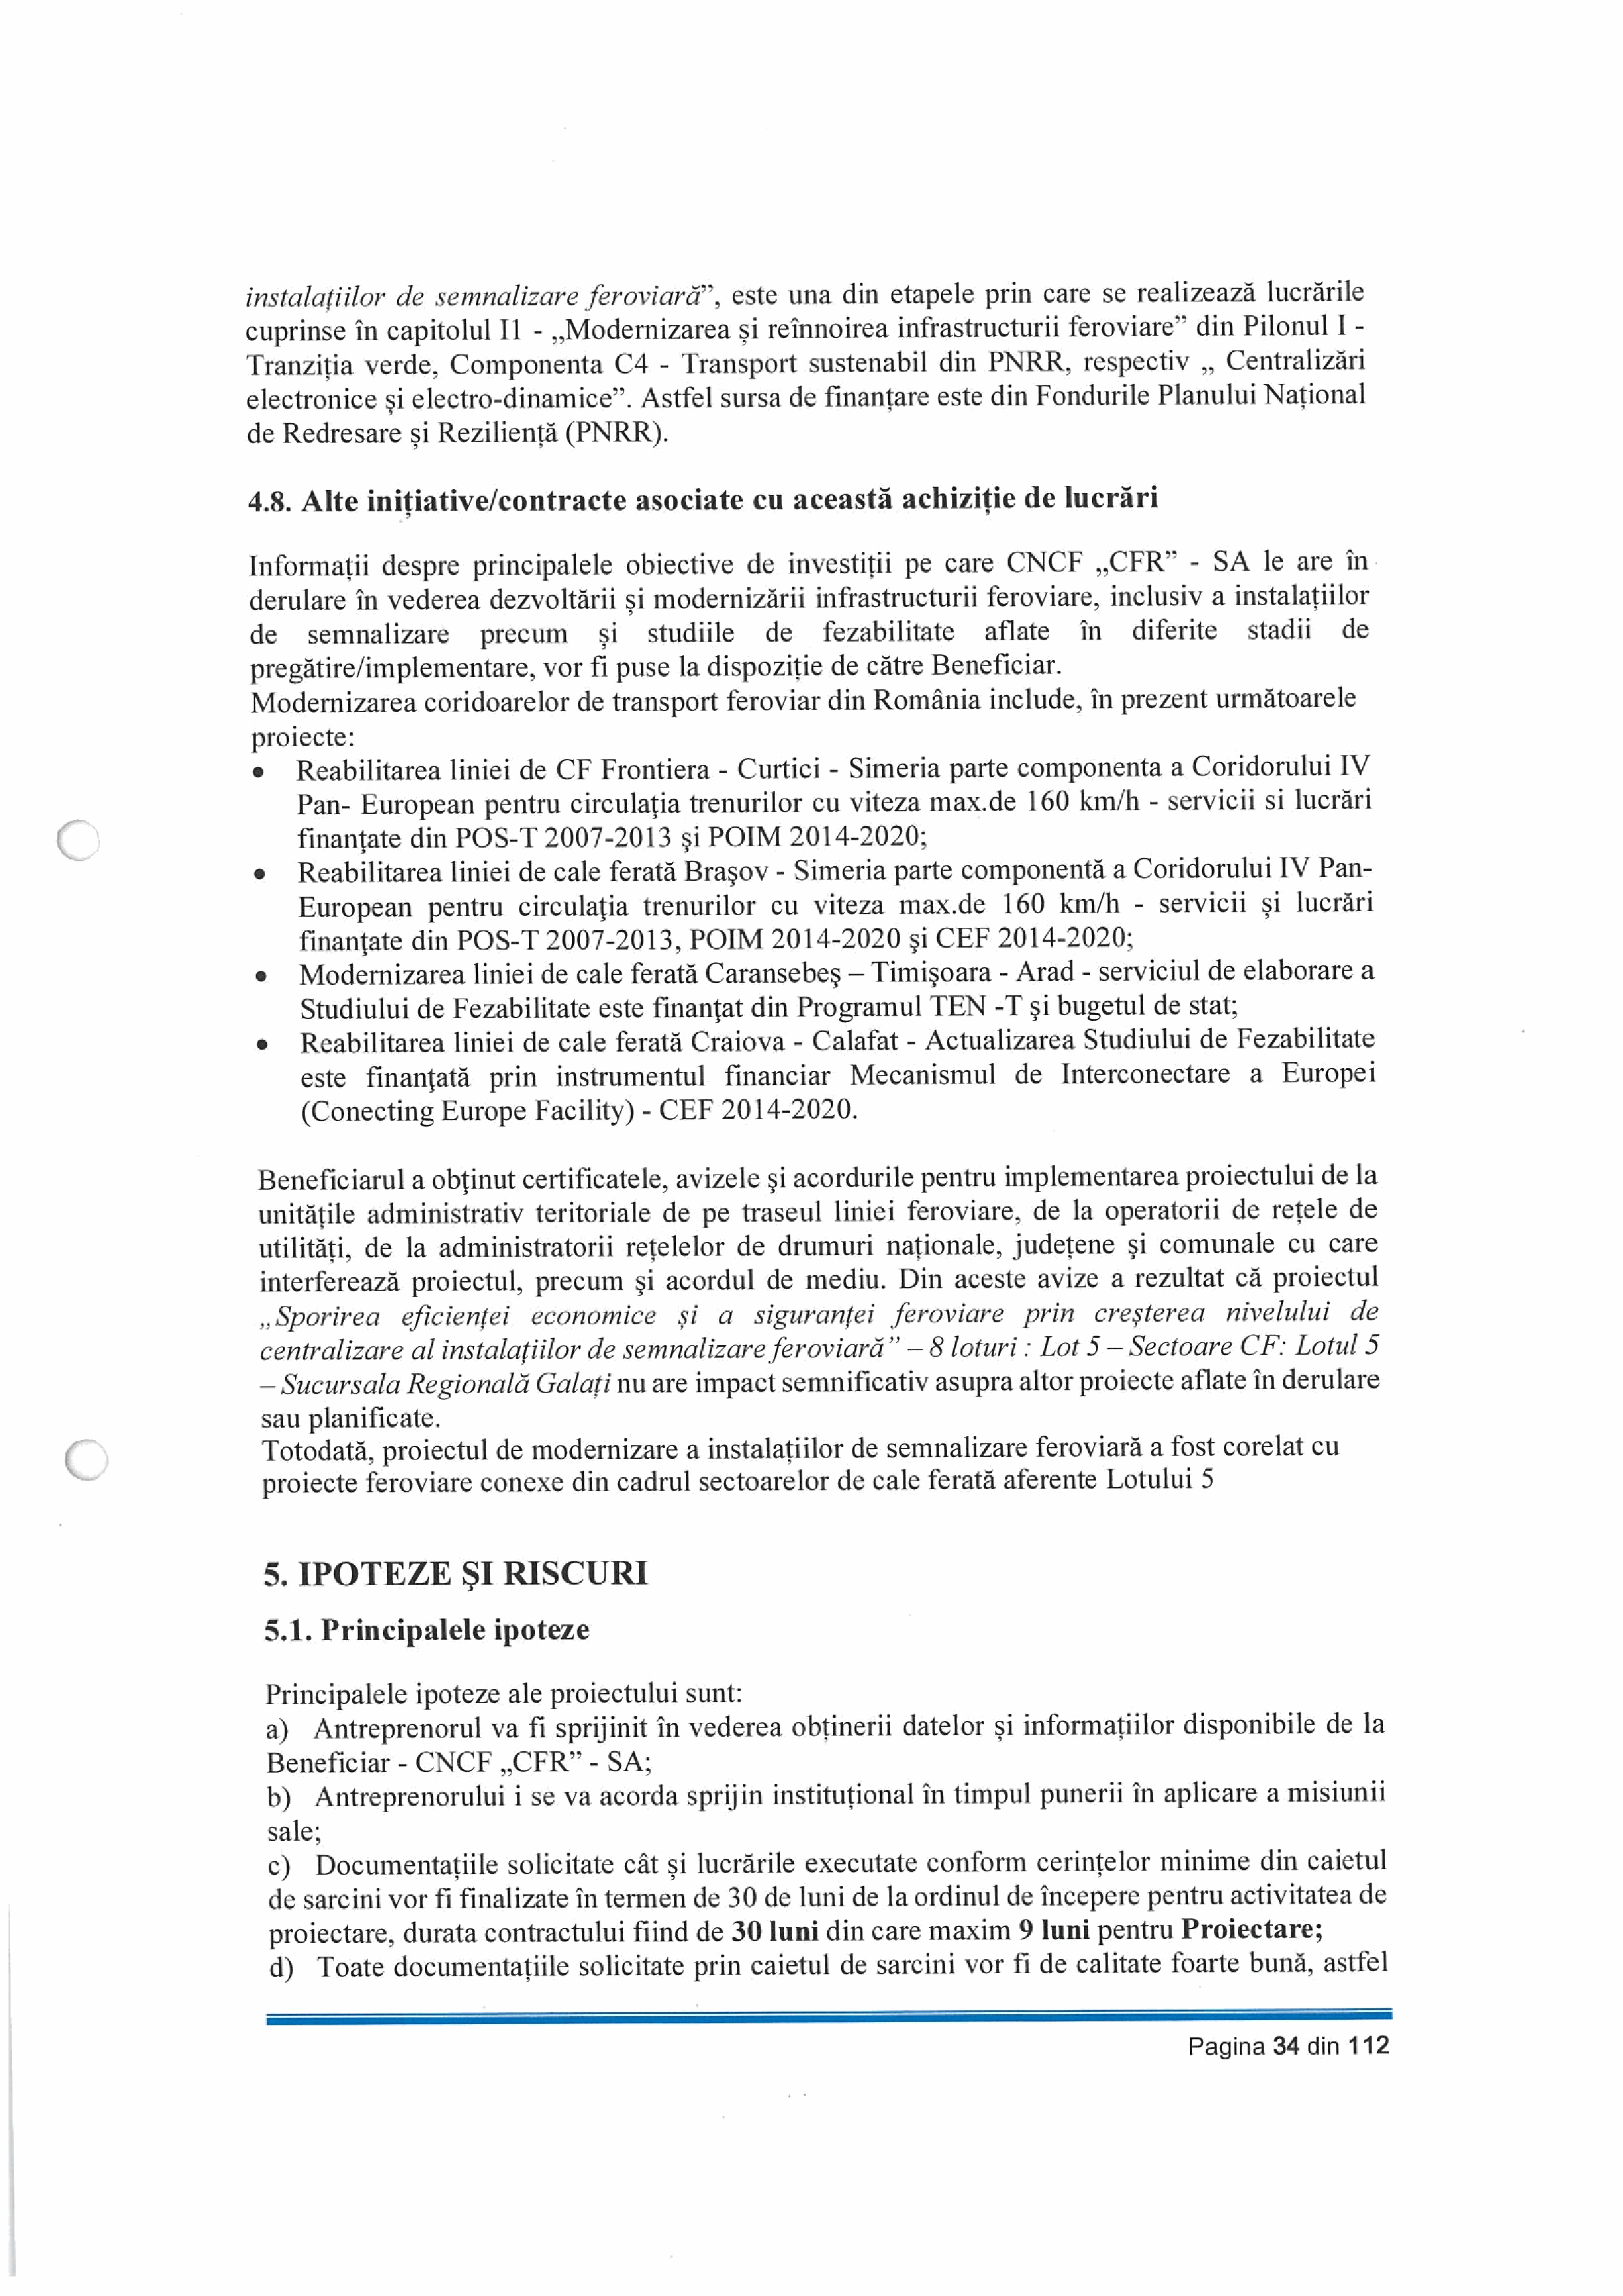 instalațiilor de semnalizare feroviară”, este una din etapele prin care se realizează lucrările
cuprinse în capitolul I1 - „Modernizarea și reînnoirea infrastructurii feroviare” din Pilonul I -
Tranziția verde, Componenta C4 - Transport sustenabil din PNRR, respectiv „ Centralizări
electronice și electro-dinamice”. Astfel sursa de finanțare este din Fondurile Planului Național
de Redresare și Reziliență (PNRR).
4.8. Alte inițiative/contracte asociate cu această achiziție de lucrări
Informații despre principalele obiective de investiții pe care CNCF „CFR” - SA le are în
derulare în vederea dezvoltării și modernizării infrastructurii feroviare, inclusiv a instalațiilor
de semnalizare precum și studiile de fezabilitate aflate în diferite stadii de
pregătire/implementare, vor fi puse la dispoziție de către Beneficiar.
Modernizarea coridoarelor de transport feroviar din România include, în prezent următoarele
proiecte:
• Reabilitarea liniei de CF Frontiera - Curtici - Simeria parte componenta a Coridorului IV
Pan- European pentru circulația trenurilor cu viteza max.de 160 km/h - servicii si lucrări
finanțate din POS-T 2007-2013 şi POIM 2014-2020;
• Reabilitarea liniei de cale ferată Braşov - Simeria parte componentă a Coridorului IV Pan-
European pentru circulaţia trenurilor cu viteza max.de 160 km/h - servicii și lucrări
finanţate din POS-T 2007-2013, POIM 2014-2020 şi CEF 2014-2020;
• Modernizarea liniei de cale ferată Caransebeş – Timişoara - Arad - serviciul de elaborare a
Studiului de Fezabilitate este finanţat din Programul TEN -T şi bugetul de stat;
• Reabilitarea liniei de cale ferată Craiova - Calafat - Actualizarea Studiului de Fezabilitate
este finanţată prin instrumentul financiar Mecanismul de Interconectare a Europei
(Conecting Europe Facility) - CEF 2014-2020.
Beneficiarul a obţinut certificatele, avizele şi acordurile pentru implementarea proiectului de la
unitățile administrativ teritoriale de pe traseul liniei feroviare, de la operatorii de rețele de
utilități, de la administratorii rețelelor de drumuri naționale, județene şi comunale cu care
interferează proiectul, precum şi acordul de mediu. Din aceste avize a rezultat că proiectul
„Sporirea eficienței economice și a siguranței feroviare prin creșterea nivelului de
centralizare al instalațiilor de semnalizare feroviară” – 8 loturi : Lot 5 – Sectoare CF: Lotul 5
– Sucursala Regională Galați nu are impact semnificativ asupra altor proiecte aflate în derulare
sau planificate.
Totodată, proiectul de modernizare a instalațiilor de semnalizare feroviară a fost corelat cu
proiecte feroviare conexe din cadrul sectoarelor de cale ferată aferente Lotului 5
5. IPOTEZE ŞI RISCURI
5.1. Principalele ipoteze
Principalele ipoteze ale proiectului sunt:
a) Antreprenorul va fi sprijinit în vederea obținerii datelor și informațiilor disponibile de la
Beneficiar - CNCF „CFR” - SA;
b) Antreprenorului i se va acorda sprijin instituțional în timpul punerii în aplicare a misiunii
sale;
c) Documentațiile solicitate cât și lucrările executate conform cerințelor minime din caietul
de sarcini vor fi finalizate în termen de 30 de luni de la ordinul de începere pentru activitatea de
proiectare, durata contractului fiind de 30 luni din care maxim 9 luni pentru Proiectare;
d) Toate documentațiile solicitate prin caietul de sarcini vor fi de calitate foarte bună, astfel
Pagina 34 din 112